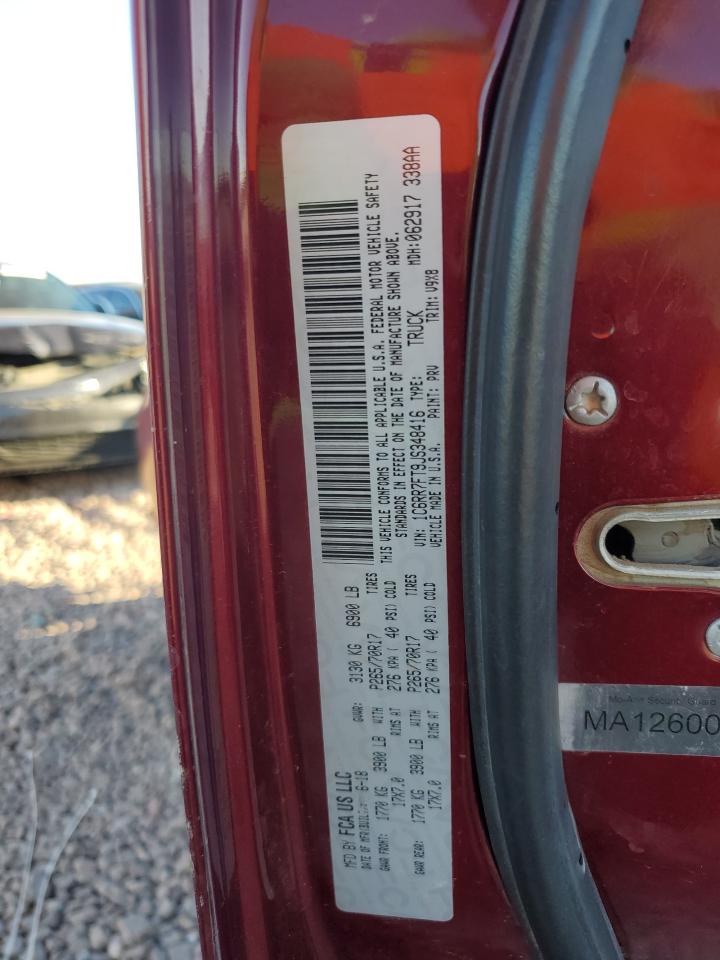 MFD BY FCA US LLC
DATE OF MFR 6-18 GVWR: 3130 KG 6900 LB
GAWR FRONT: 1770 KG 3900 LB WITH P265/70R17 TIRES
17X7.0 RIMS AT 276 KPA ( 40 PSI) COLD
GAWR REAR: 1770 KG 3900 LB WITH P265/70R17 TIRES
17X7.0 RIMS AT 276 KPA ( 40 PSI) COLD
THIS VEHICLE CONFORMS TO ALL APPLICABLE U.S.A. FEDERAL MOTOR VEHICLE SAFETY
STANDARDS IN EFFECT ON THE DATE OF MANUFACTURE SHOWN ABOVE.
VIN: 1C6RR7FT9JS348416 TYPE: TRUCK MDH:062917 338AA
VEHICLE MADE IN U.S.A. PAINT: PRV TRIM: V9X8
Security Guard
MA12600